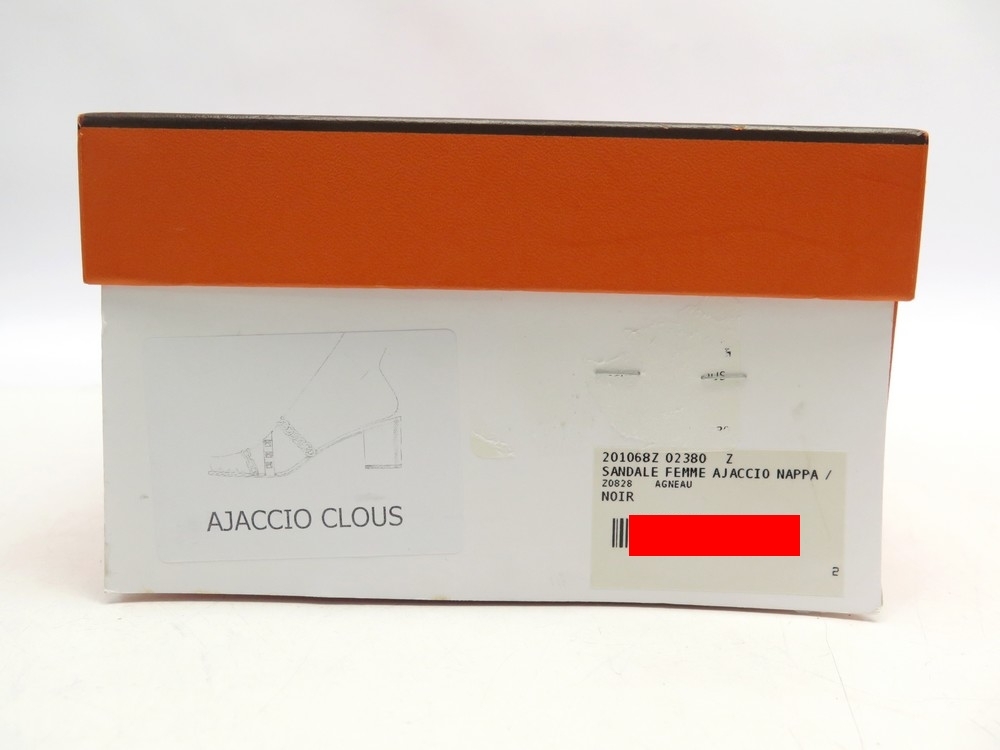 AJACCIO CLOUS
201068Z 02380 Z
SANDALE FEMME AJACCIO NAPPA /
Z0828 AGNEAU
NOIR
2